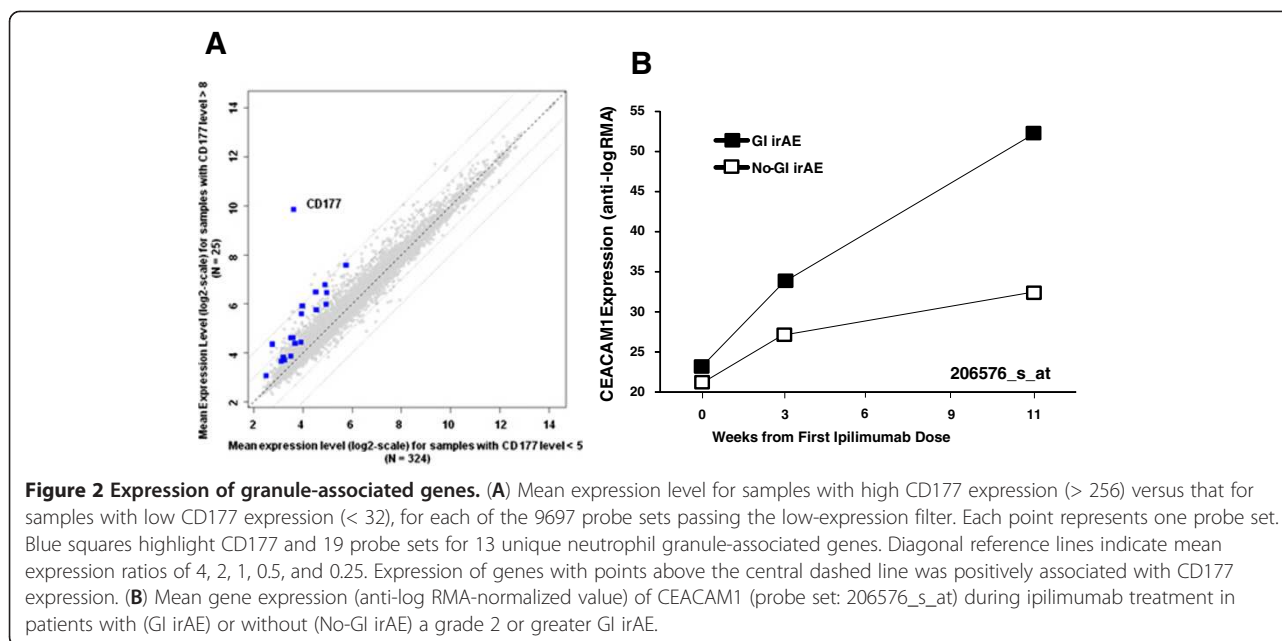 A
Mean Expression Level (log2-scale) for samples with CD177 level > 8
(N = 25)
14
12
10
8
6
4
2
CD177
2 4 6 8 10 12 14
Mean expression level (log2-scale) for samples with CD177 level < 5
(N = 324)
B
CEACAM1Expression (anti-logRMA)
55
50
45
40
35
30
25
20
GI irAE
No-GI irAE
206576_s_at
0 3 6 9 11
Weeks from First Ipilimumab Dose
Figure 2 Expression of granule-associated genes. (A) Mean expression level for samples with high CD177 expression (> 256) versus that for
samples with low CD177 expression (< 32), for each of the 9697 probe sets passing the low-expression filter. Each point represents one probe set.
Blue squares highlight CD177 and 19 probe sets for 13 unique neutrophil granule-associated genes. Diagonal reference lines indicate mean
expression ratios of 4, 2, 1, 0.5, and 0.25. Expression of genes with points above the central dashed line was positively associated with CD177
expression. (B) Mean gene expression (anti-log RMA-normalized value) of CEACAM1 (probe set: 206576_s_at) during ipilimumab treatment in
patients with (GI irAE) or without (No-GI irAE) a grade 2 or greater GI irAE.